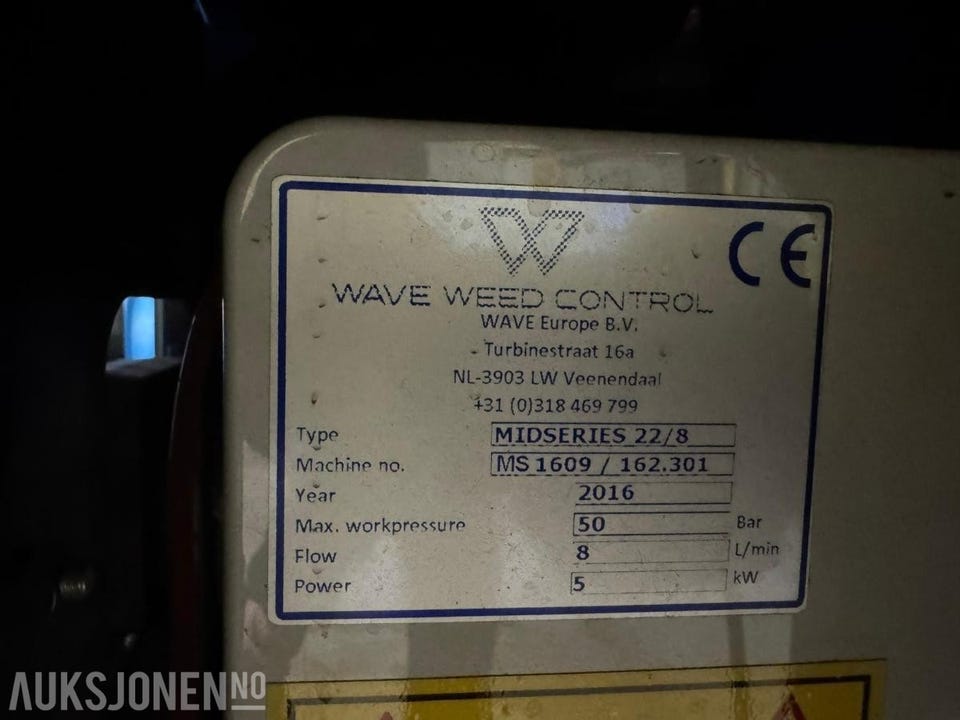 CE
WAVE WEED CONTROL
WAVE Europe B.V.
Turbinestraat 16a
NL-3903 LW Veenendaal
+31 (0)318 469 799
Type MIDSERIES 22/8
Machine no. MS 1609 / 162.301
Year 2016
Max. workpressure 50 Bar
Flow 8 L/min
Power 5 kW
AUKSJONEN.NO